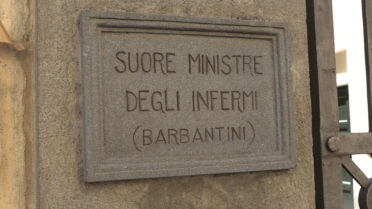 SUORE MINISTRE
DEGLI INFERMI
(BARBANTINI)